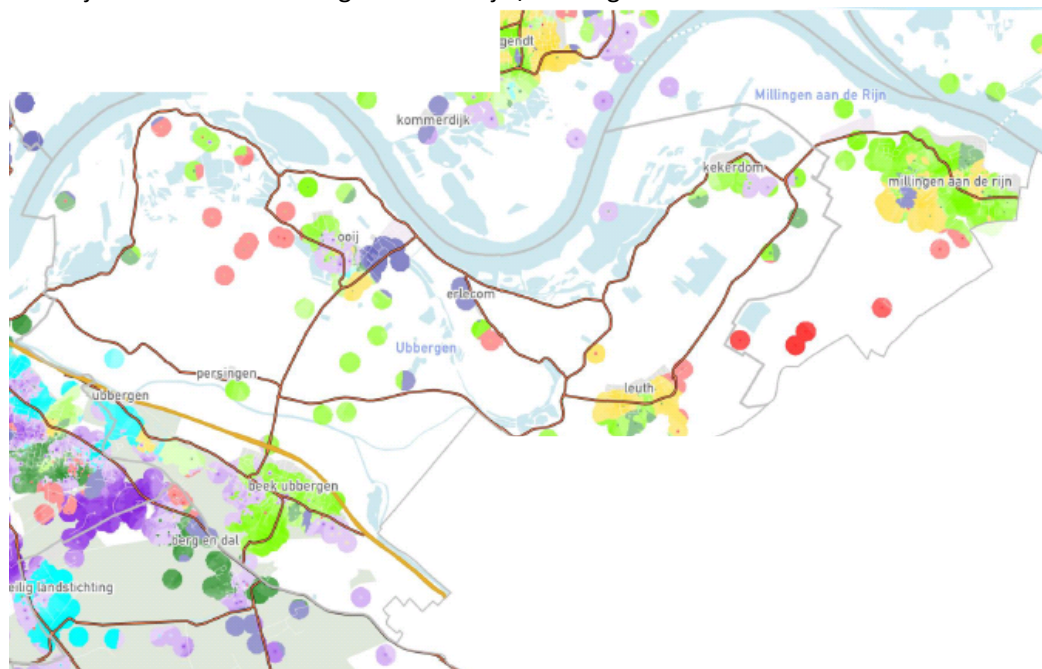 gendt
Millingen aan de Rijn
kommerdijk
kekerdom
millingen aan de rijn
ooij
erlecom
Ubbergen
persingen
leuth
ubbergen
beek ubbergen
berg en dal
eilig landstichting